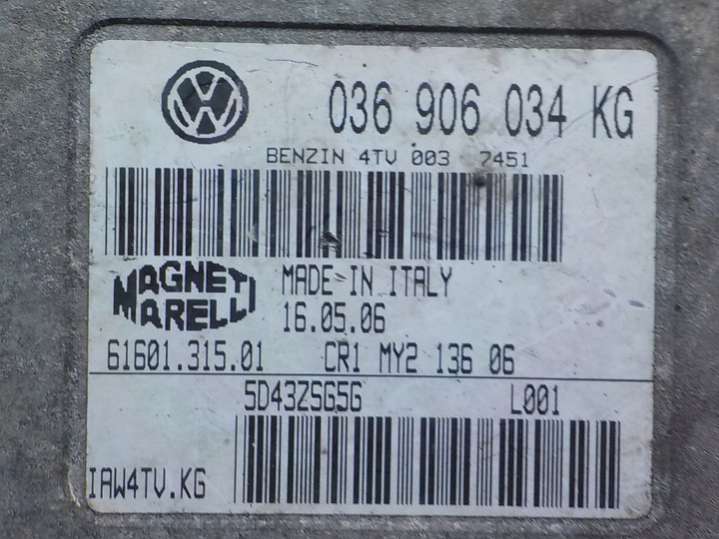 036 906 034 KG
BENZIN 4TV 003 7451
MAGNETI
MARELLI
MADE IN ITALY
16.05.06
61601.315.01 CR1 MY2 136 06
5D43ZSG5G L001
IAW4TV.KG